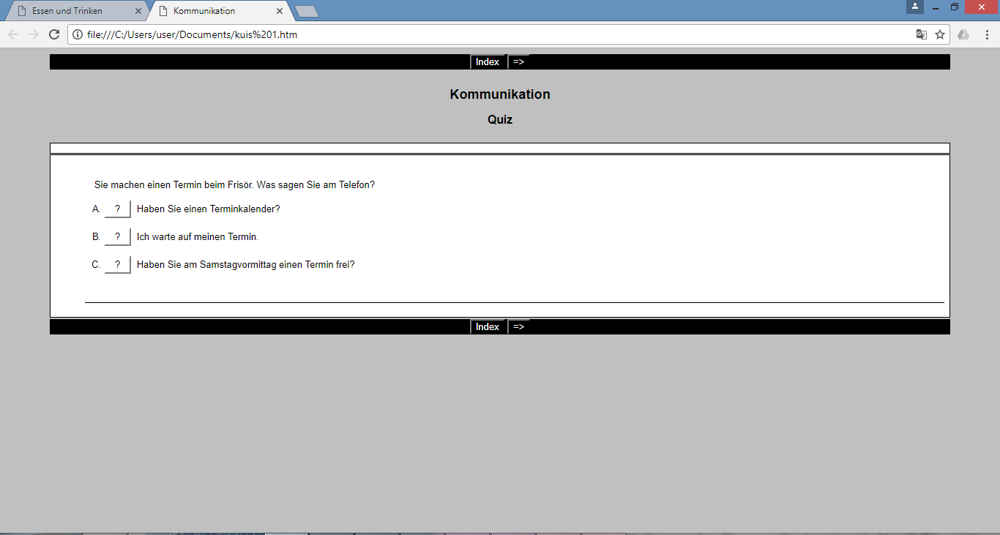 Essen und Trinken
Kommunikation
file:///C:/Users/user/Documents/kuis%201.htm
Index =>
Kommunikation
Quiz
Sie machen einen Termin beim Frisör. Was sagen Sie am Telefon?
A. ? Haben Sie einen Terminkalender?
B. ? Ich warte auf meinen Termin.
C. ? Haben Sie am Samstagvormittag einen Termin frei?
Index =>